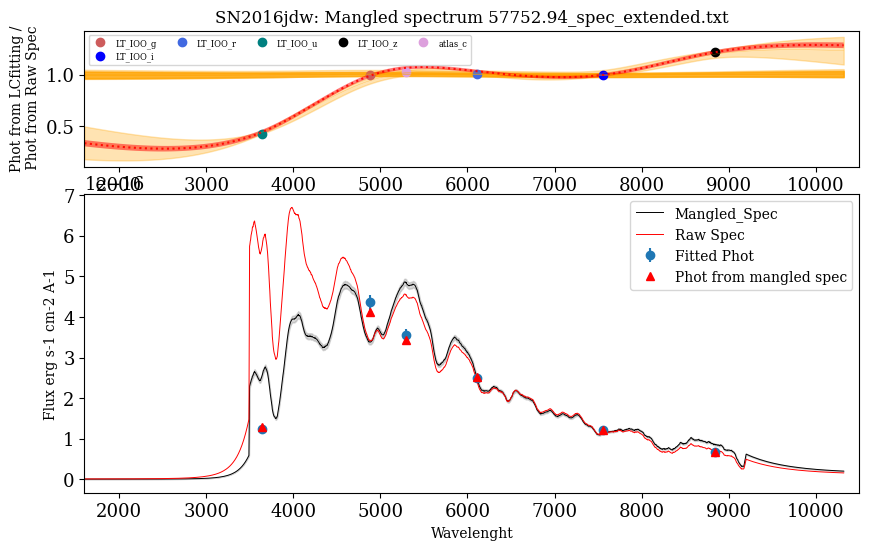 SN2016jdw: Mangled spectrum 57752.94_spec_extended.txt
Phot from LCfitting /
Phot from Raw Spec
LT_IOO_g LT_IOO_r LT_IOO_u LT_IOO_z atlas_c
LT_IOO_i
1.0
0.5
2000 3000 4000 5000 6000 7000 8000 9000 10000
1e−16
Flux erg s-1 cm-2 A-1
7
6
5
4
3
2
1
0
Mangled_Spec
Raw Spec
Fitted Phot
Phot from mangled spec
2000 3000 4000 5000 6000 7000 8000 9000 10000
Wavelenght